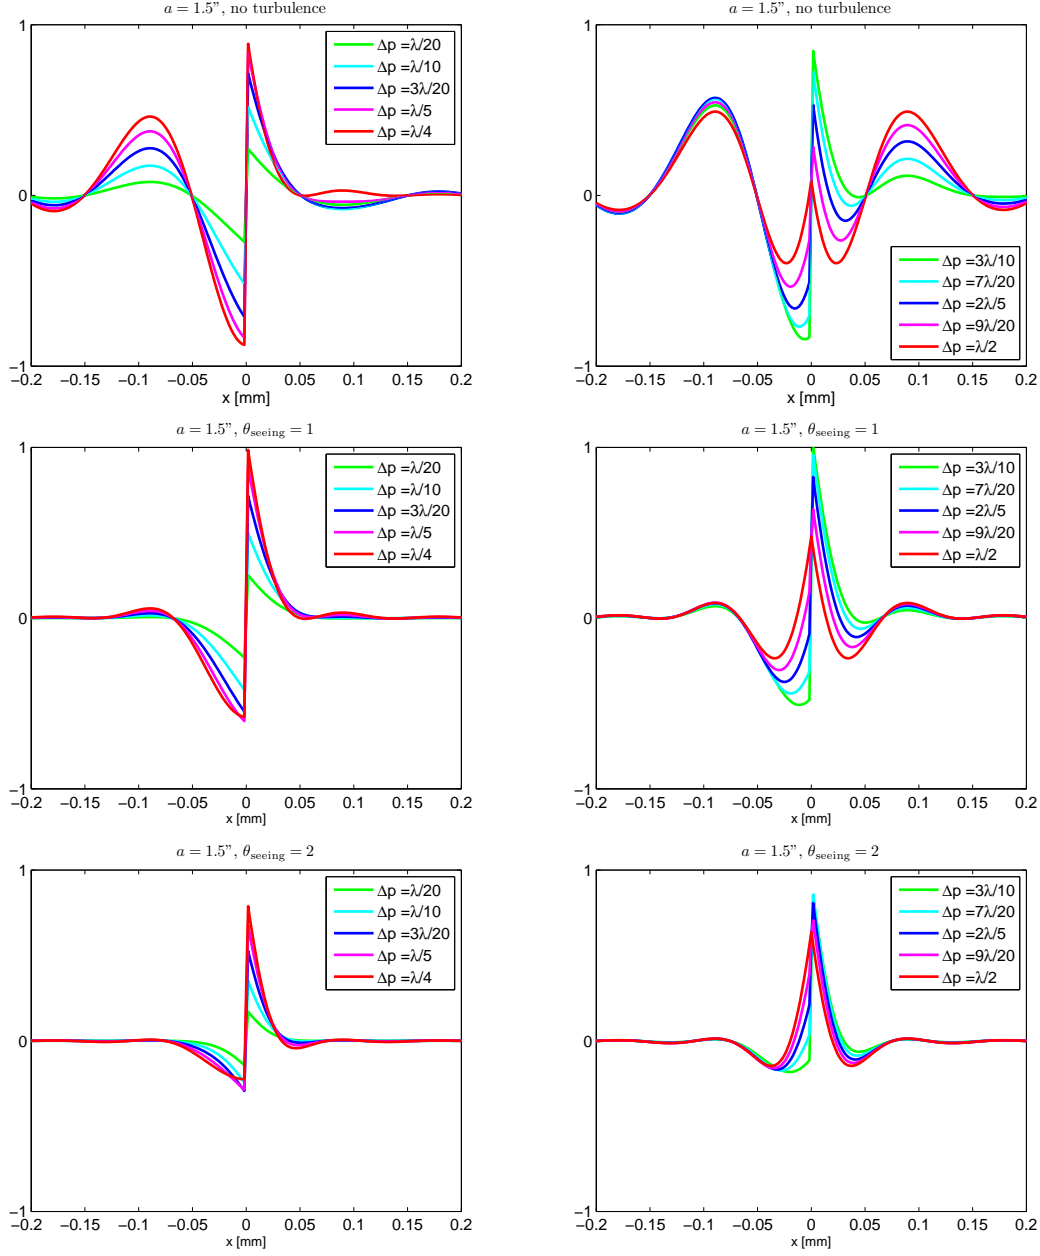 a = 1.5”, no turbulence
1
0
−1
−0.2 −0.15 −0.1 −0.05 0 0.05 0.1 0.15 0.2
x [mm]
Δp =λ/20
Δp =λ/10
Δp =3λ/20
Δp =λ/5
Δp =λ/4
a = 1.5”, no turbulence
1
0
−1
−0.2 −0.15 −0.1 −0.05 0 0.05 0.1 0.15 0.2
x [mm]
Δp =3λ/10
Δp =7λ/20
Δp =2λ/5
Δp =9λ/20
Δp =λ/2
a = 1.5”, θseeing = 1
1
0
−1
−0.2 −0.15 −0.1 −0.05 0 0.05 0.1 0.15 0.2
x [mm]
Δp =λ/20
Δp =λ/10
Δp =3λ/20
Δp =λ/5
Δp =λ/4
a = 1.5”, θseeing = 1
1
0
−1
−0.2 −0.15 −0.1 −0.05 0 0.05 0.1 0.15 0.2
x [mm]
Δp =3λ/10
Δp =7λ/20
Δp =2λ/5
Δp =9λ/20
Δp =λ/2
a = 1.5”, θseeing = 2
1
0
−1
−0.2 −0.15 −0.1 −0.05 0 0.05 0.1 0.15 0.2
x [mm]
Δp =λ/20
Δp =λ/10
Δp =3λ/20
Δp =λ/5
Δp =λ/4
a = 1.5”, θseeing = 2
1
0
−1
−0.2 −0.15 −0.1 −0.05 0 0.05 0.1 0.15 0.2
x [mm]
Δp =3λ/10
Δp =7λ/20
Δp =2λ/5
Δp =9λ/20
Δp =λ/2